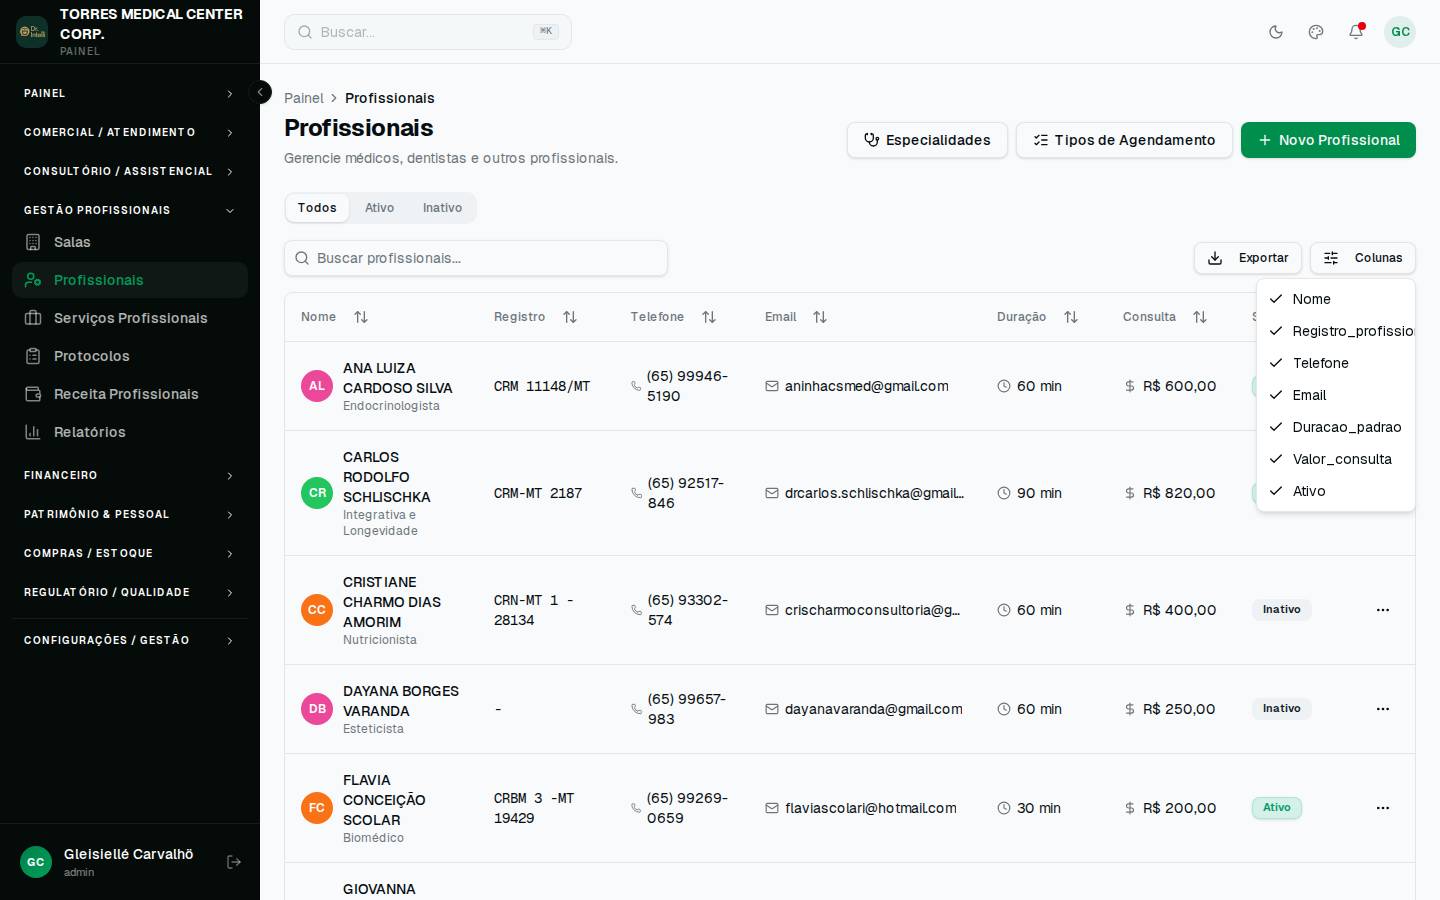 TORRES MEDICAL CENTER
CORP.
PAINEL
PAINEL
COMERCIAL / ATENDIMENTO
CONSULTÓRIO / ASSISTENCIAL
GESTÃO PROFISSIONAIS
Salas
Profissionais
Serviços Profissionais
Protocolos
Receita Profissionais
Relatórios
FINANCEIRO
PATRIMÔNIO & PESSOAL
COMPRAS / ESTOQUE
REGULATÓRIO / QUALIDADE
CONFIGURAÇÕES / GESTÃO
GC
Gleisiellé Carvalhö
admin
Buscar...
⌘K
GC
Painel > Profissionais
Profissionais
Gerencie médicos, dentistas e outros profissionais.
Especialidades
Tipos de Agendamento
+ Novo Profissional
Todos
Ativo
Inativo
Buscar profissionais...
Exportar
Colunas
Nome
Registro_profissio
Telefone
Email
Duracao_padrao
Valor_consulta
Ativo
Nome Registro Telefone Email Duração Consulta S
AL
ANA LUIZA
CARDOSO SILVA
Endocrinologista
CRM 11148/MT
(65) 99946-
5190
aninhacsmed@gmail.com
60 min
R$ 600,00
CR
CARLOS
RODOLFO
SCHLISCHKA
Integrativa e
Longevidade
CRM-MT 2187
(65) 92517-
846
drcarlos.schlischka@gmail...
90 min
R$ 820,00
CC
CRISTIANE
CHARMO DIAS
AMORIM
Nutricionista
CRN-MT 1 -
28134
(65) 93302-
574
crischarmoconsultoria@g...
60 min
R$ 400,00
Inativo
...
DB
DAYANA BORGES
VARANDA
Esteticista
-
(65) 99657-
983
dayanavaranda@gmail.com
60 min
R$ 250,00
Inativo
...
FC
FLAVIA
CONCEIÇÃO
SCOLAR
Biomédico
CRBM 3 -MT
19429
(65) 99269-
0659
flaviascolari@hotmail.com
30 min
R$ 200,00
Ativo
...
GIOVANNA